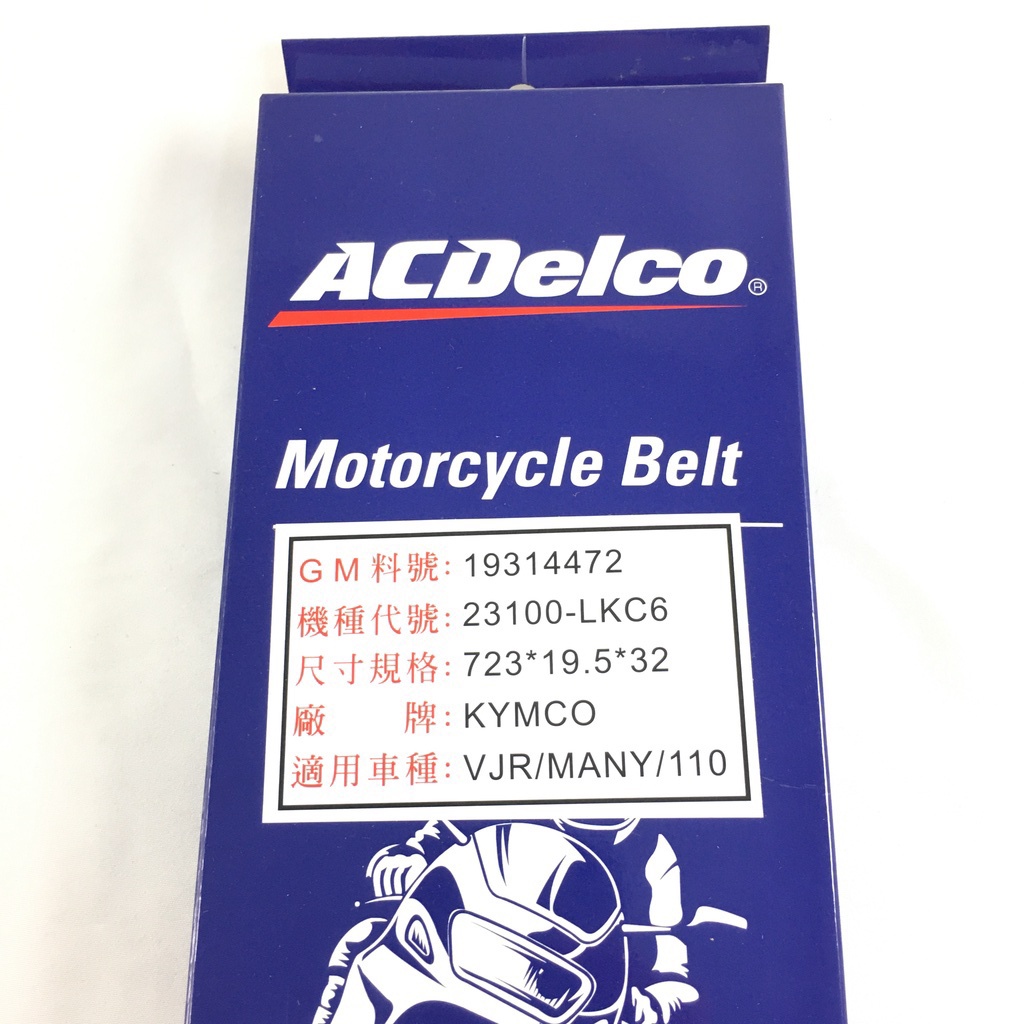 ACDelco®
Motorcycle Belt
GM料號: 19314472
機種代號: 23100-LKC6
尺寸規格: 723*19.5*32
廠 牌: KYMCO
適用車種: VJR/MANY/110